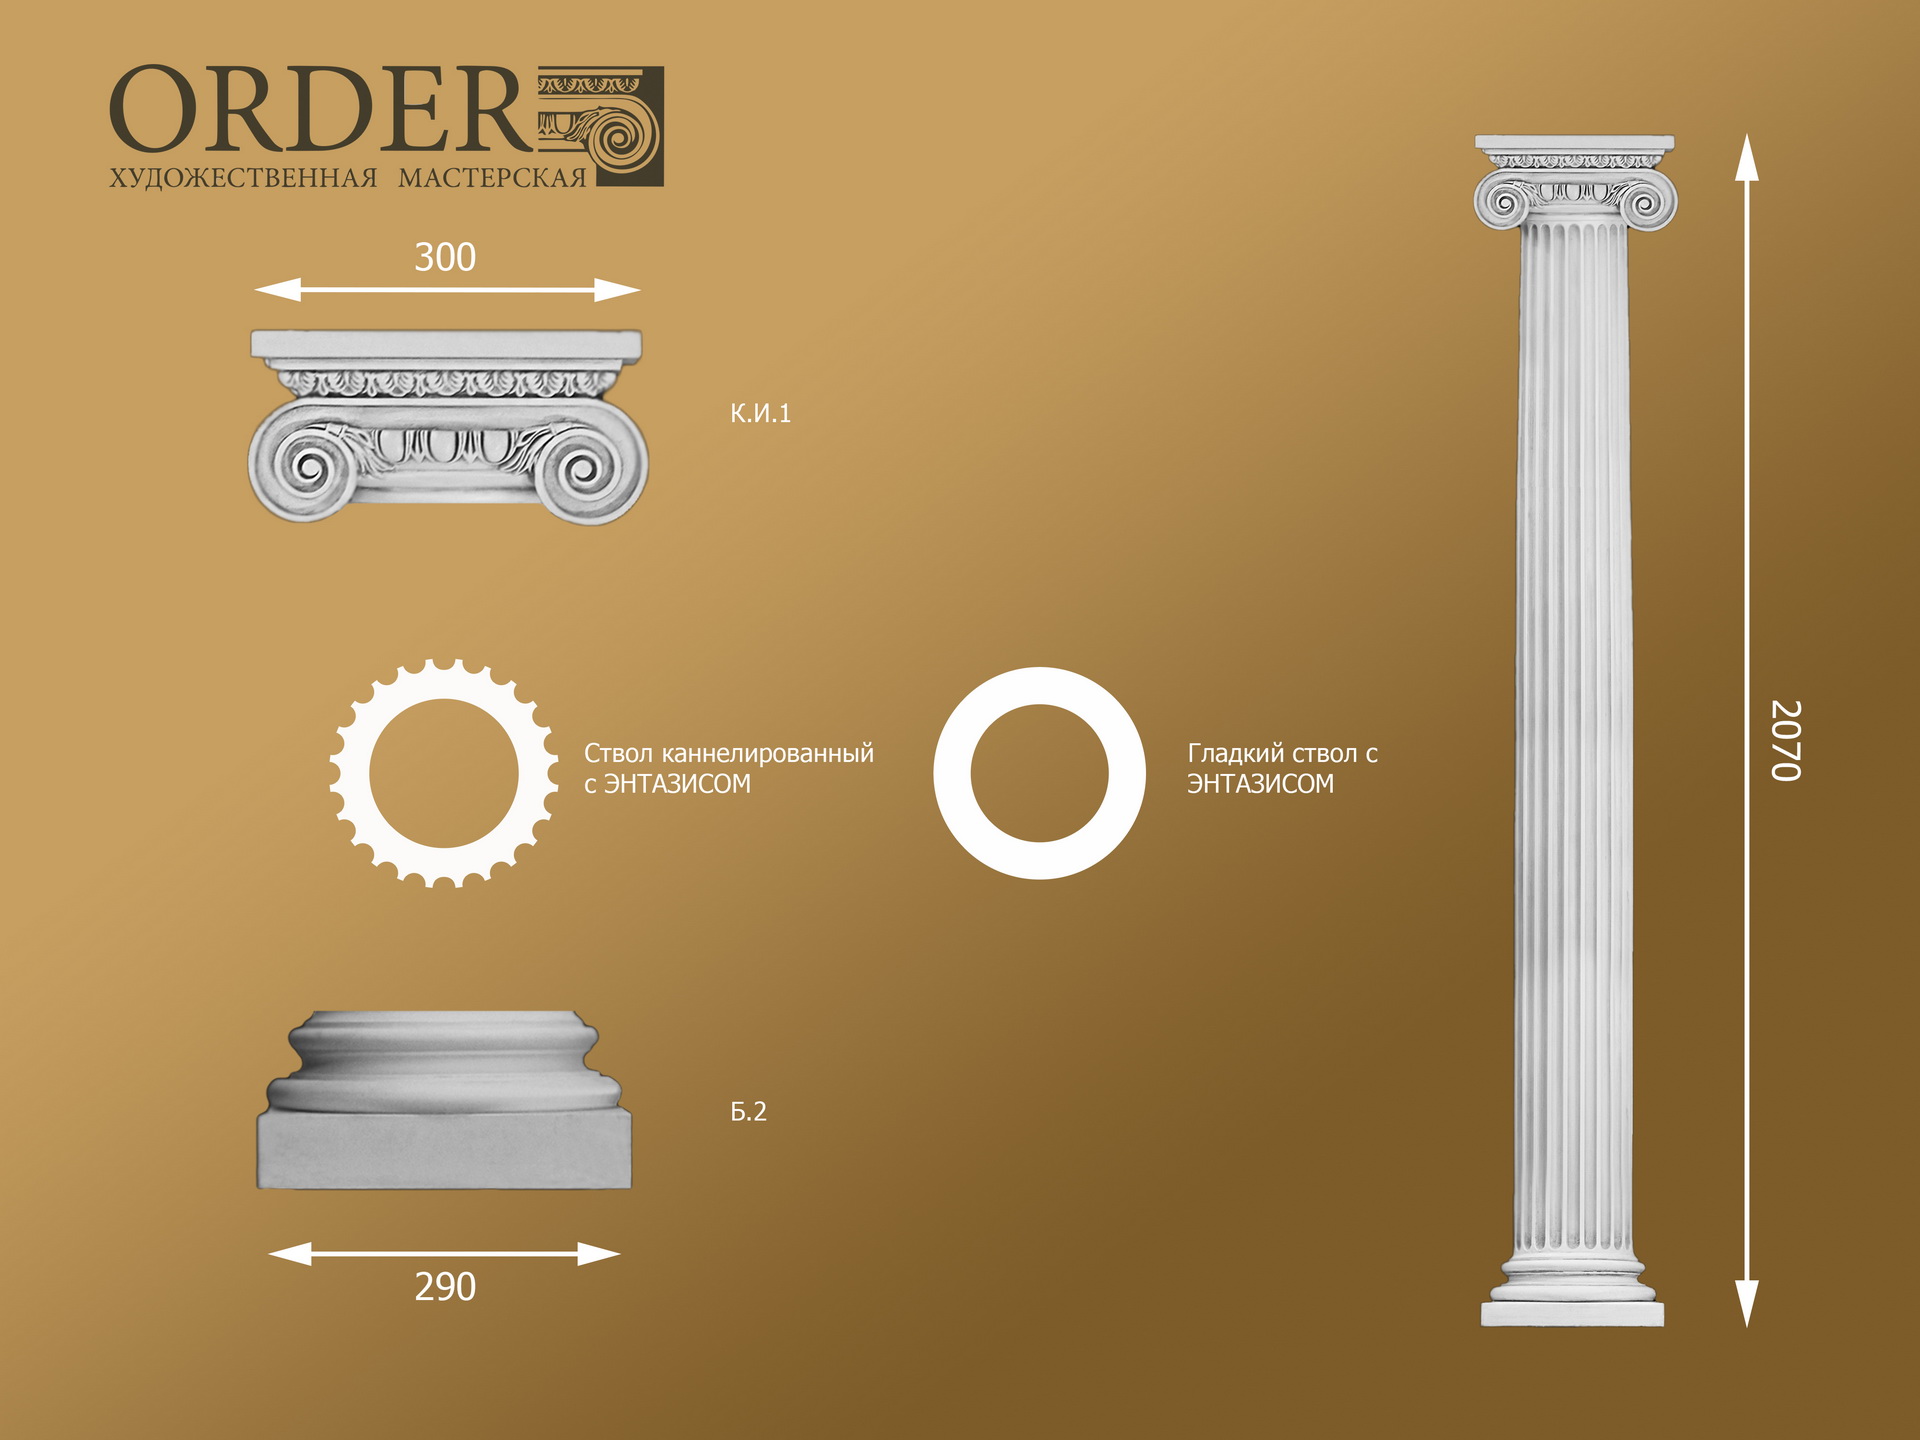 ORDER
ХУДОЖЕСТВЕННАЯ МАСТЕРСКАЯ
300
К.И.1
Ствол каннелированный
с ЭНТАЗИСОМ
Гладкий ствол с
ЭНТАЗИСОМ
2070
Б.2
290